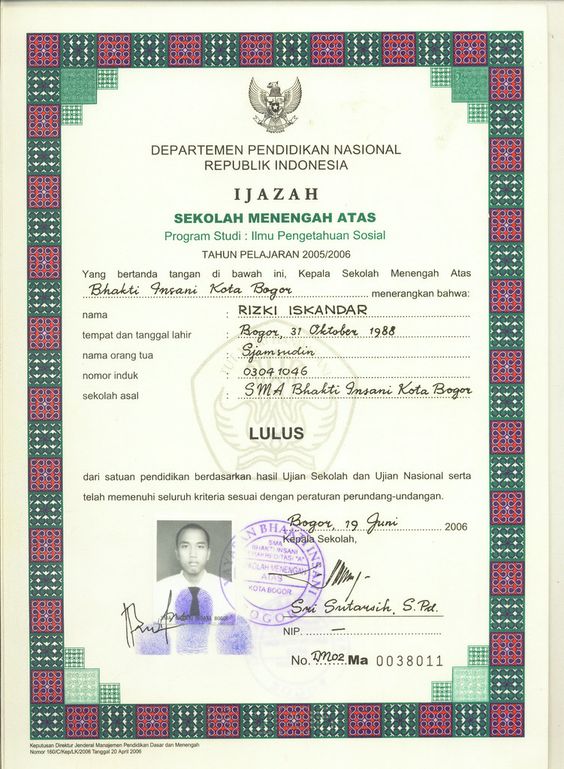 DEPARTEMEN PENDIDIKAN NASIONAL
REPUBLIK INDONESIA
IJAZAH
SEKOLAH MENENGAH ATAS
Program Studi : Ilmu Pengetahuan Sosial
TAHUN PELAJARAN 2005/2006
Yang bertanda tangan di bawah ini, Kepala Sekolah Menengah Atas
Bhakti Insani Kota Bogor menerangkan bahwa:
nama : RIZKI ISKANDAR
tempat dan tanggal lahir : Bogor, 31 Oktober 1988
nama orang tua : Sjamsudin
nomor induk : 03041046
sekolah asal : SMA Bhakti Insani Kota Bogor
LULUS
dari satuan pendidikan berdasarkan hasil Ujian Sekolah dan Ujian Nasional serta
telah memenuhi seluruh kriteria sesuai dengan peraturan perundang-undangan.
Bogor, 19 Juni 2006
Kepala Sekolah,
YAYASAN BHAKTI INSANI
SMA
BHAKTI INSANI
SEKOLAH MENENGAH
ATAS
KOTA BOGOR
BOGOR
Sri Sutarsih, S.Pd.
NIP. —
No. DN02 Ma 0038011
Keputusan Direktur Jenderal Manajemen Pendidikan Dasar dan Menengah
Nomor 160/C/Kep/LK/2006 Tanggal 20 April 2006